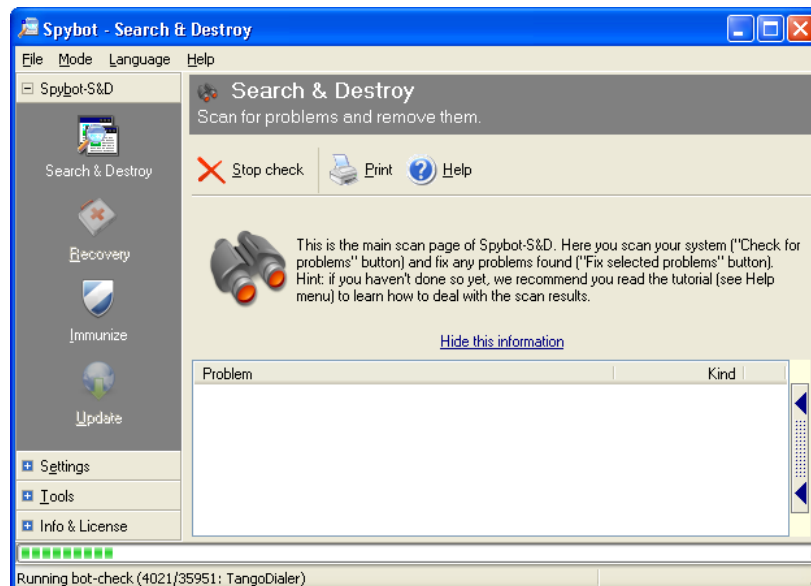 Spybot - Search & Destroy
File Mode Language Help
Spybot-S&D
Search & Destroy
Recovery
Immunize
Update
Settings
Tools
Info & License
Search & Destroy
Scan for problems and remove them.
Stop check Print Help
This is the main scan page of Spybot-S&D. Here you scan your system ("Check for
problems" button) and fix any problems found ("Fix selected problems" button).
Hint: if you haven't done so yet, we recommend you read the tutorial (see Help
menu) to learn how to deal with the scan results.
Hide this information
Problem Kind
Running bot-check (4021/35951: TangoDialer)